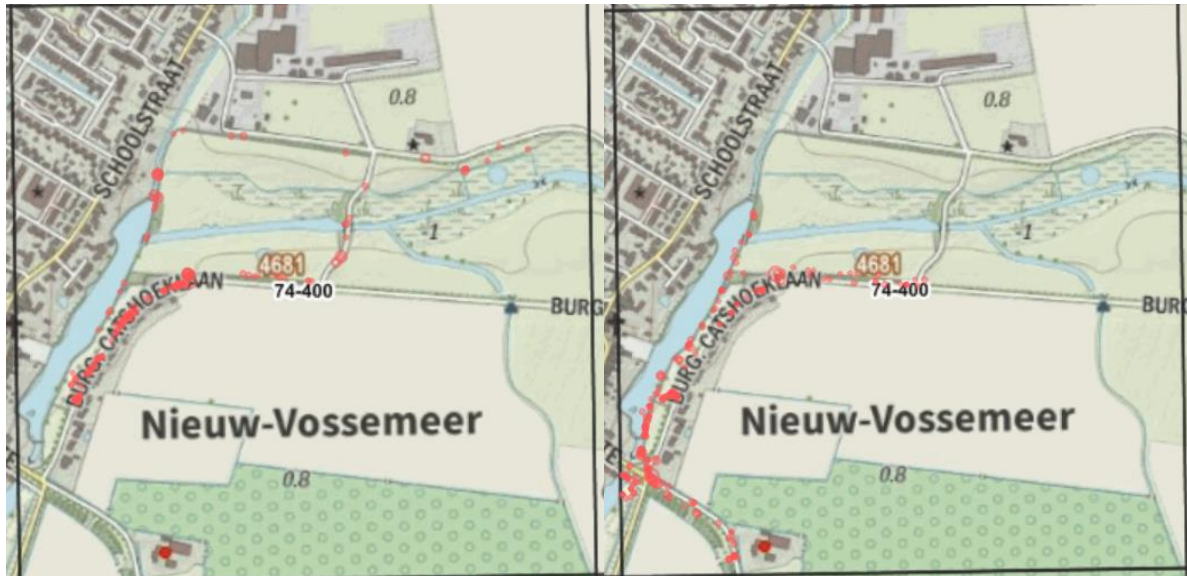 SCHOOLSTRAAT
0.8
4681
74-400
1
BURG. CATSHOEKLAAN
BURG
Nieuw-Vossemeer
0.8
SCHOOLSTRAAT
0.8
4681
74-400
1
BURG. CATSHOEKLAAN
BURG
Nieuw-Vossemeer
0.8
TE